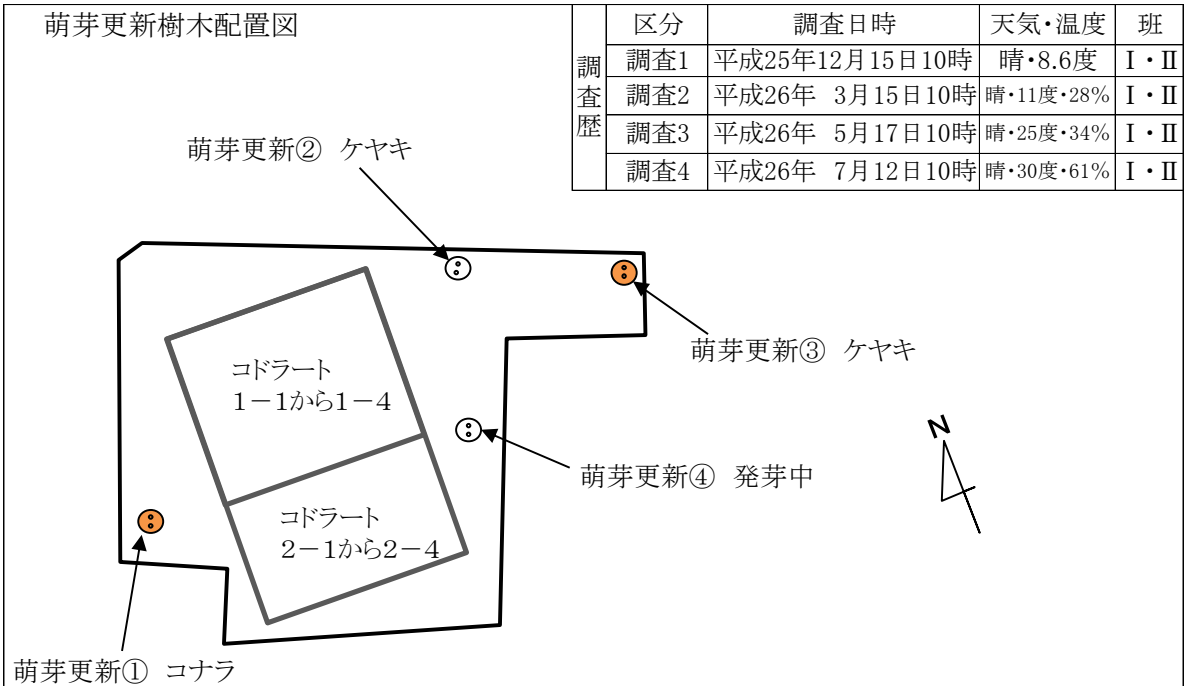 萌芽更新樹木配置図
調査歴
区分 調査日時 天気・温度 班
調査1 平成25年12月15日10時 晴・8.6度 Ⅰ・Ⅱ
調査2 平成26年 3月15日10時 晴・11度・28% Ⅰ・Ⅱ
調査3 平成26年 5月17日10時 晴・25度・34% Ⅰ・Ⅱ
調査4 平成26年 7月12日10時 晴・30度・61% Ⅰ・Ⅱ
萌芽更新② ケヤキ
萌芽更新③ ケヤキ
コドラート
1-1から1-4
N
萌芽更新④ 発芽中
コドラート
2-1から2-4
萌芽更新① コナラ